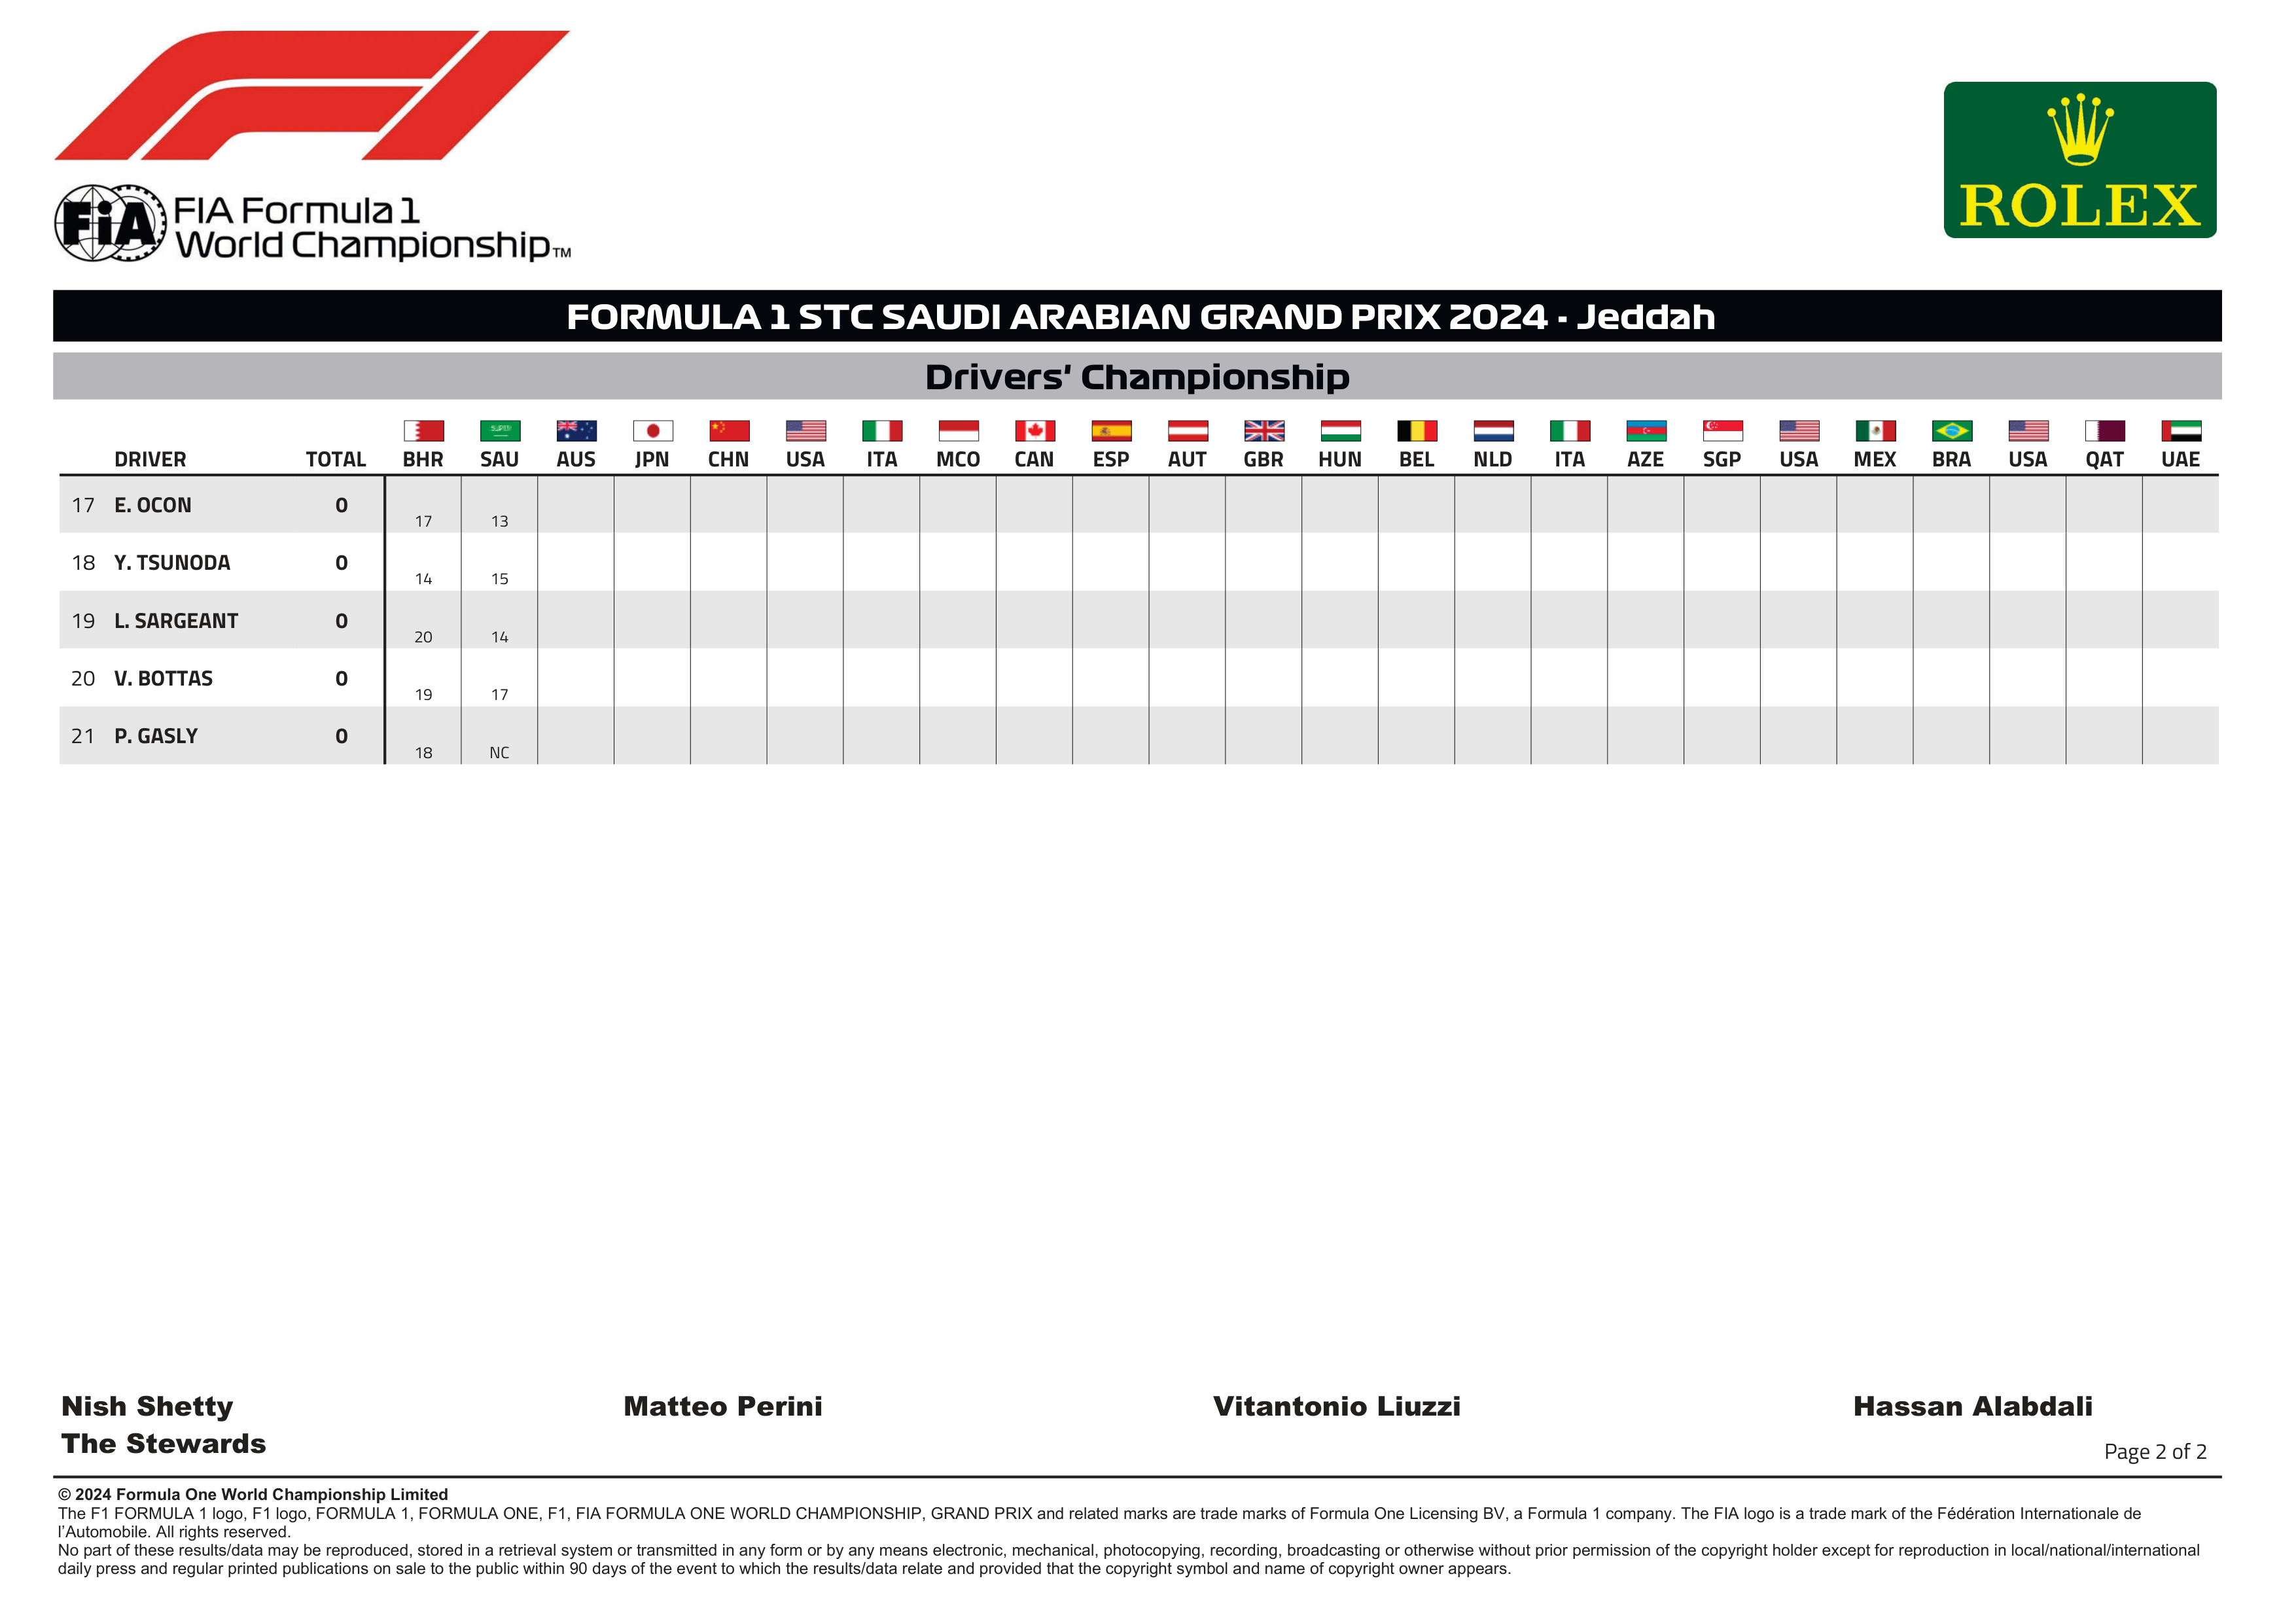 FIA
FIA Formula 1
World Championship™
ROLEX
FORMULA 1 STC SAUDI ARABIAN GRAND PRIX 2024 - Jeddah
Drivers' Championship
DRIVER TOTAL BHR SAU AUS JPN CHN USA ITA MCO CAN ESP AUT GBR HUN BEL NLD ITA AZE SGP USA MEX BRA USA QAT UAE
17 E. OCON 0 17 13
18 Y. TSUNODA 0 14 15
19 L. SARGEANT 0 20 14
20 V. BOTTAS 0 19 17
21 P. GASLY 0 18 NC
Nish Shetty Matteo Perini Vitantonio Liuzzi Hassan Alabdali
The Stewards
Page 2 of 2
© 2024 Formula One World Championship Limited
The F1 FORMULA 1 logo, F1 logo, FORMULA 1, FORMULA ONE, F1, FIA FORMULA ONE WORLD CHAMPIONSHIP, GRAND PRIX and related marks are trade marks of Formula One Licensing BV, a Formula 1 company. The FIA logo is a trade mark of the Fédération Internationale de
l'Automobile. All rights reserved.
No part of these results/data may be reproduced, stored in a retrieval system or transmitted in any form or by any means electronic, mechanical, photocopying, recording, broadcasting or otherwise without prior permission of the copyright holder except for reproduction in local/national/international
daily press and regular printed publications on sale to the public within 90 days of the event to which the results/data relate and provided that the copyright symbol and name of copyright owner appears.